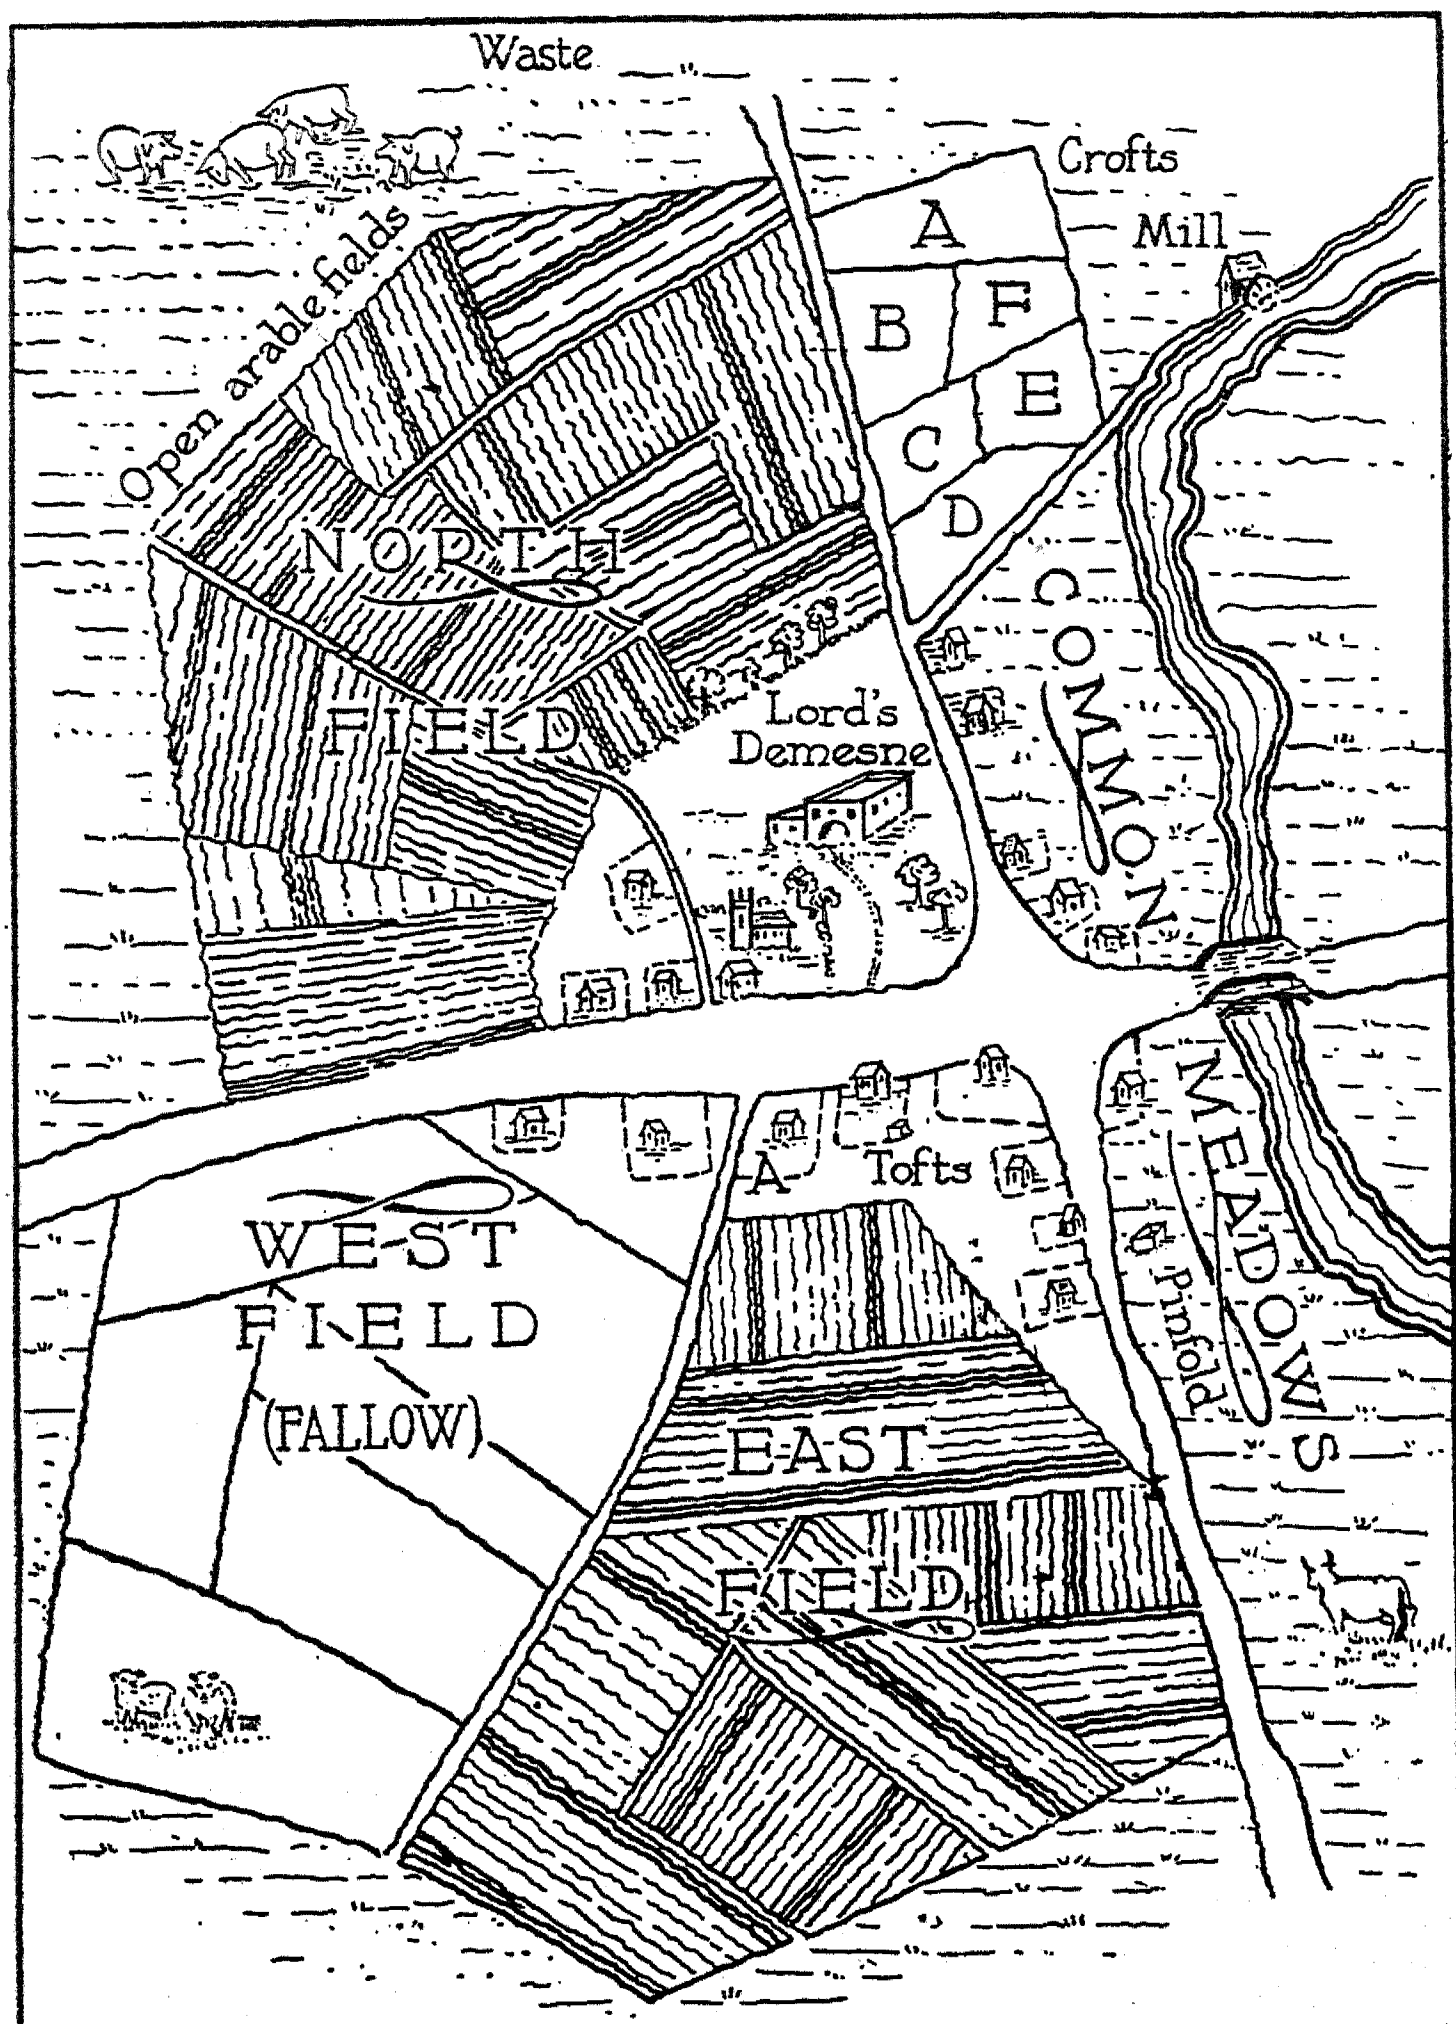 Waste
Crofts
A
Mill
Open arable fields
B
F
E
C
D
NORTH
FIELD
COMMON
Lord's
Demesne
MEADOWS
A
Tofts
WEST
FIELD
(FALLOW)
Pinfold
EAST
FIELD